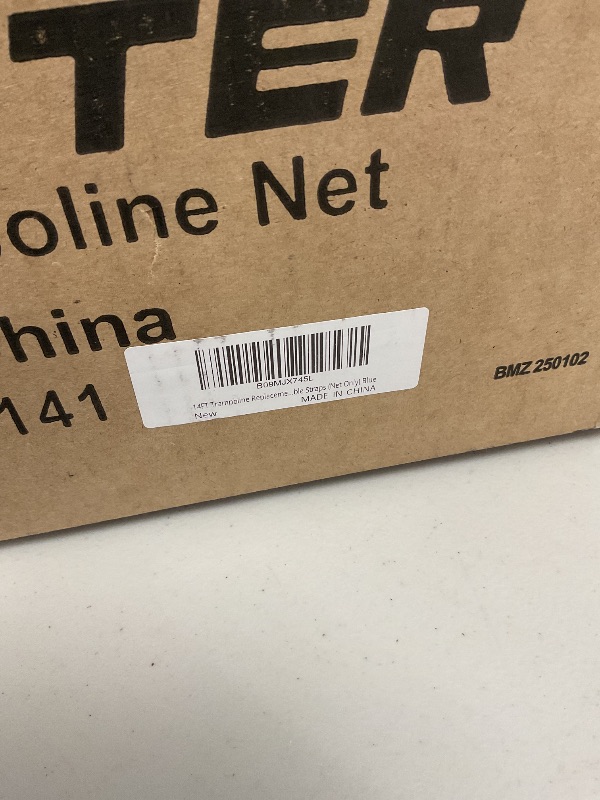 TER
oline Net
hina
141
B09MJX745L
14FT Trampoline Replaceme...ble Straps (Net Only) Blue
New
MADE IN CHINA
BMZ 250102